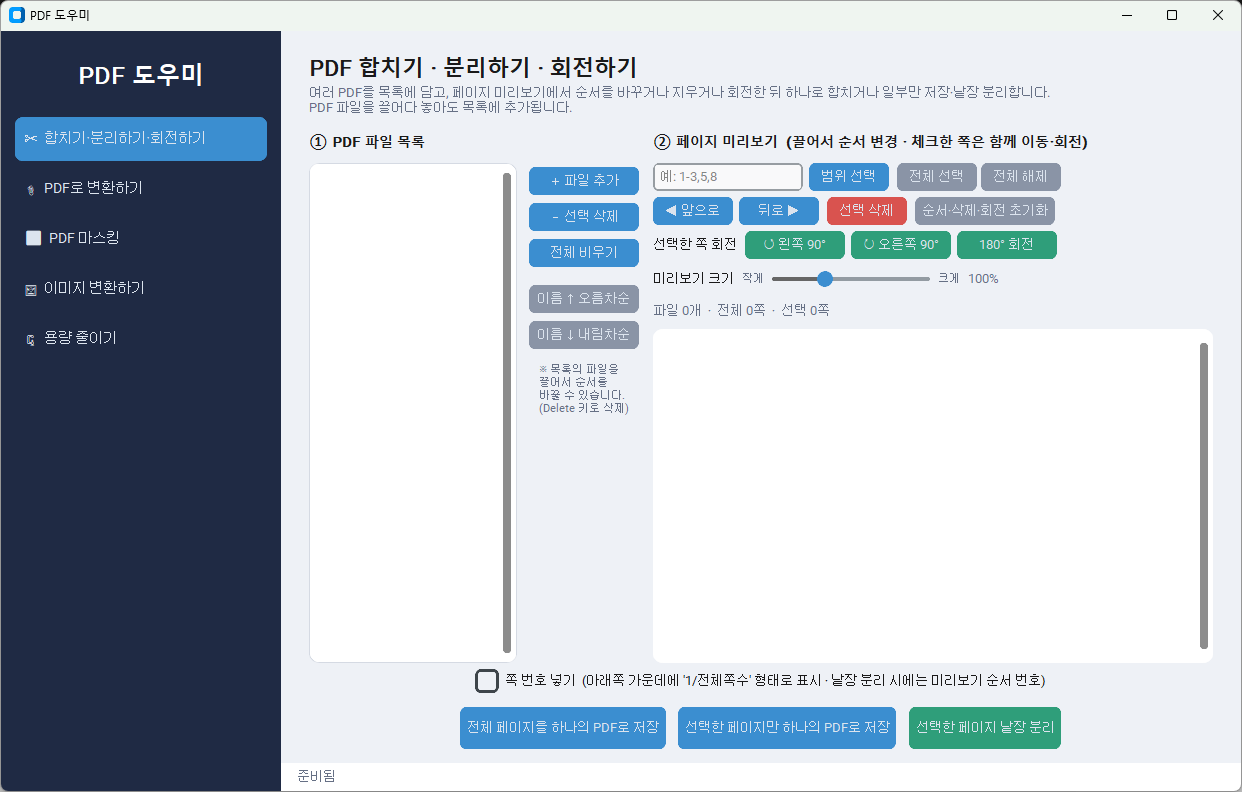 PDF 도우미
PDF 도우미
합치기·분리하기·회전하기
PDF로 변환하기
PDF 마스킹
이미지 변환하기
용량 줄이기
PDF 합치기 · 분리하기 · 회전하기
여러 PDF를 목록에 담고, 페이지 미리보기에서 순서를 바꾸거나 지우거나 회전한 뒤 하나로 합치거나 일부만 저장·낱장 분리합니다.
PDF 파일을 끌어다 놓아도 목록에 추가됩니다.
① PDF 파일 목록
+ 파일 추가
− 선택 삭제
전체 비우기
이름 ↑ 오름차순
이름 ↓ 내림차순
※ 목록의 파일을
끌어서 순서를
바꿀 수 있습니다.
(Delete 키로 삭제)
② 페이지 미리보기 (끌어서 순서 변경 · 체크한 쪽은 함께 이동·회전)
예: 1-3,5,8
범위 선택
전체 선택
전체 해제
◀ 앞으로
뒤로 ▶
선택 삭제
순서·삭제·회전 초기화
선택한 쪽 회전
↺ 왼쪽 90°
↻ 오른쪽 90°
180° 회전
미리보기 크기 작게 크게 100%
파일 0개 · 전체 0쪽 · 선택 0쪽
쪽 번호 넣기 (아래쪽 가운데에 '1/전체쪽수' 형태로 표시 · 낱장 분리 시에는 미리보기 순서 번호)
전체 페이지를 하나의 PDF로 저장
선택한 페이지만 하나의 PDF로 저장
선택한 페이지 낱장 분리
준비됨